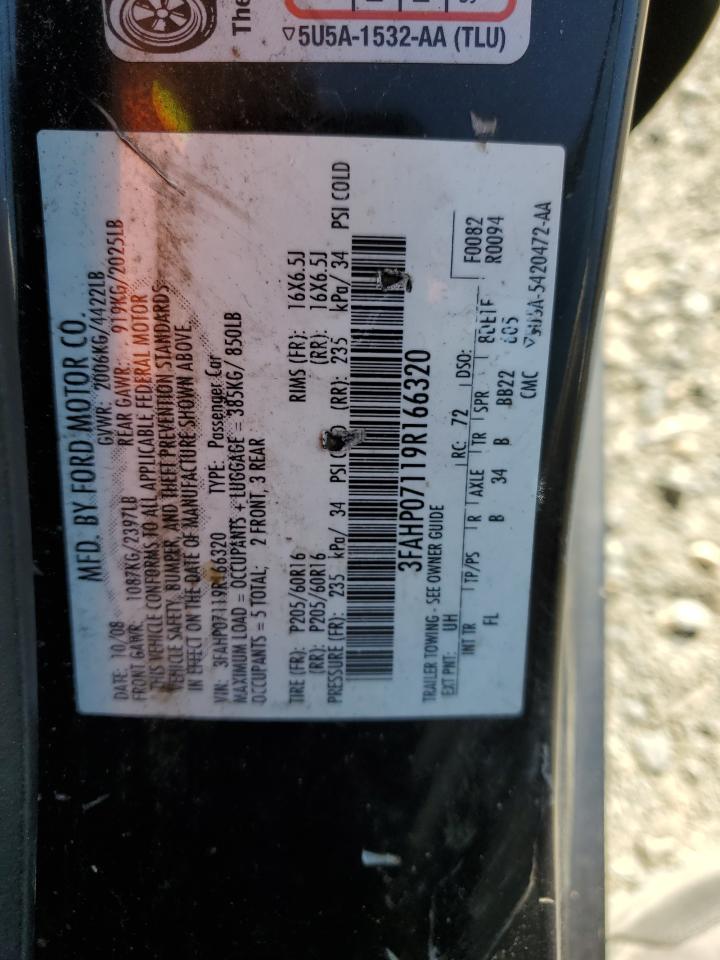 The
▽5U5A-1532-AA (TLU)
MFD. BY FORD MOTOR CO.
DATE: 10/08 GVWR: 2006KG/4422LB
FRONT GAWR: 1087KG/2397LB REAR GAWR: 919KG/2025LB
THIS VEHICLE CONFORMS TO ALL APPLICABLE FEDERAL MOTOR
VEHICLE SAFETY, BUMPER, AND THEFT PREVENTION STANDARDS
IN EFFECT ON THE DATE OF MANUFACTURE SHOWN ABOVE.
VIN: 3FAHP07119R166320 TYPE: Passenger Car
MAXIMUM LOAD = OCCUPANTS + LUGGAGE = 385KG/ 850LB
OCCUPANTS = 5 TOTAL; 2 FRONT, 3 REAR
TIRE (FR): P205/60R16 RIMS (FR): 16X6.5J
(RR): P205/60R16 (RR): 16X6.5J
PRESSURE (FR): 235 kPa/ 34 PSI (RR): 235 kPa/ 34 PSI COLD
3FAHP07119R166320
TRAILER TOWING - SEE OWNER GUIDE
EXT PNT: UH RC: 72 DSO: F0082
R0094
INT TR TP/PS R AXLE TR SPR
FL B 34 B BB22
CMC ▽5U5A-5420472-AA